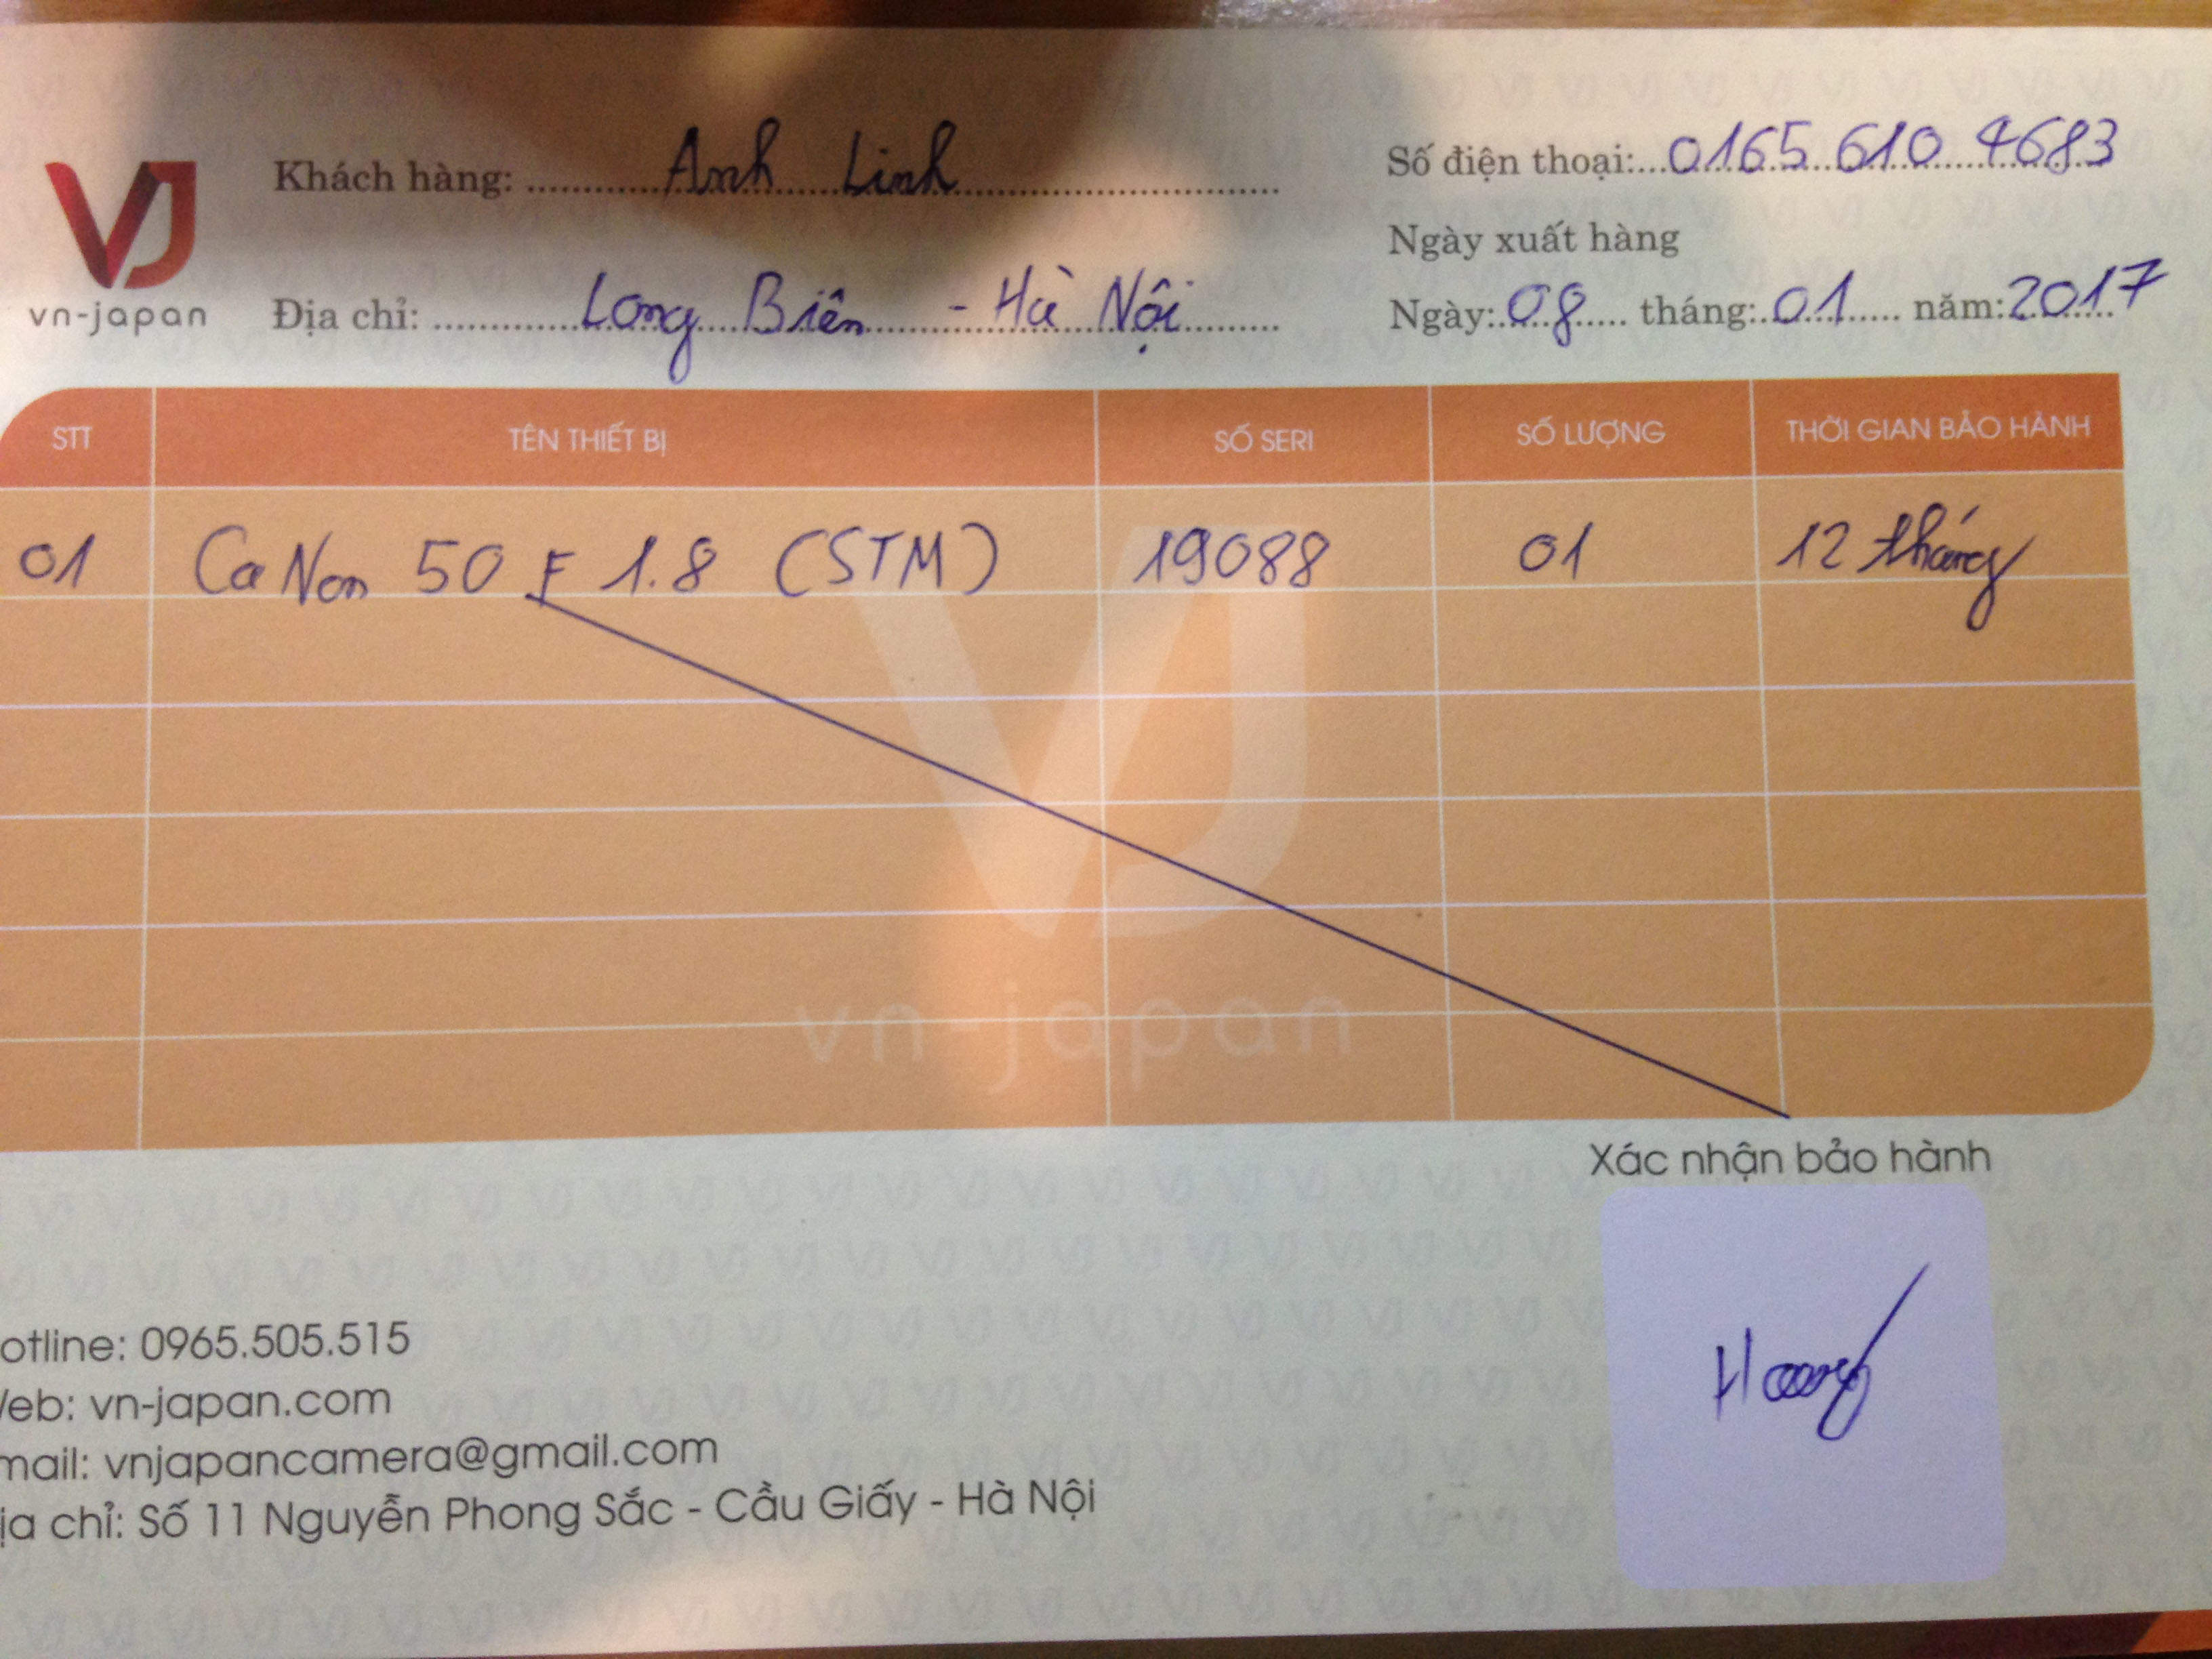 VJ
vn-japan
Khách hàng: Anh Linh
Số điện thoại: 0165 610 4683
Ngày xuất hàng
Địa chỉ: Long Biên - Hà Nội
Ngày: 08 tháng: 01 năm: 2017
STT TÊN THIẾT BỊ SỐ SERI SỐ LƯỢNG THỜI GIAN BẢO HÀNH
01 CaNon 50 F 1.8 (STM) 19088 01 12 tháng
VJ
vn-japan
Xác nhận bảo hành
otline: 0965.505.515
eb: vn-japan.com
mail: vnjapancamera@gmail.com
ịa chỉ: Số 11 Nguyễn Phong Sắc - Cầu Giấy - Hà Nội